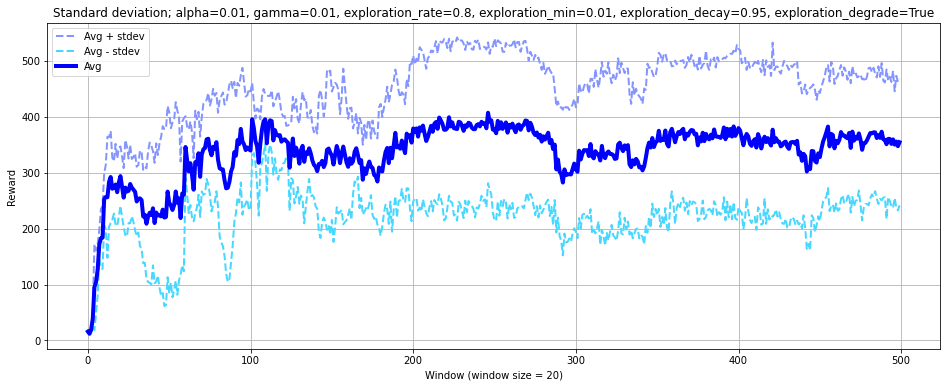 Standard deviation; alpha=0.01, gamma=0.01, exploration_rate=0.8, exploration_min=0.01, exploration_decay=0.95, exploration_degrade=True
Avg + stdev
Avg - stdev
Avg
500
400
300
200
100
0
Reward
0 100 200 300 400 500
Window (window size = 20)